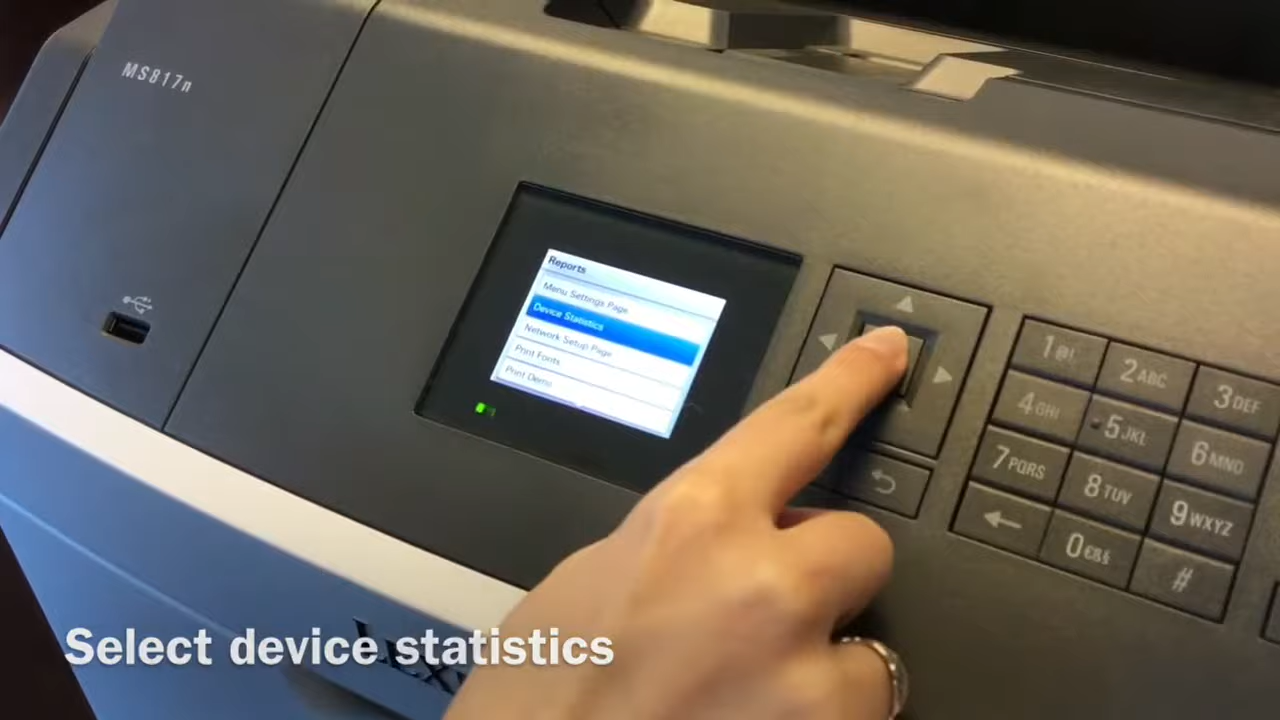 MS817n
Reports
Menu Settings Page
Device Statistics
Network Setup Page
Print Fonts
Print Demo
1@!
2ABC
3DEF
4GHI
5JKL
6MNO
7PQRS
8TUV
9WXYZ
0
#
Select device statistics